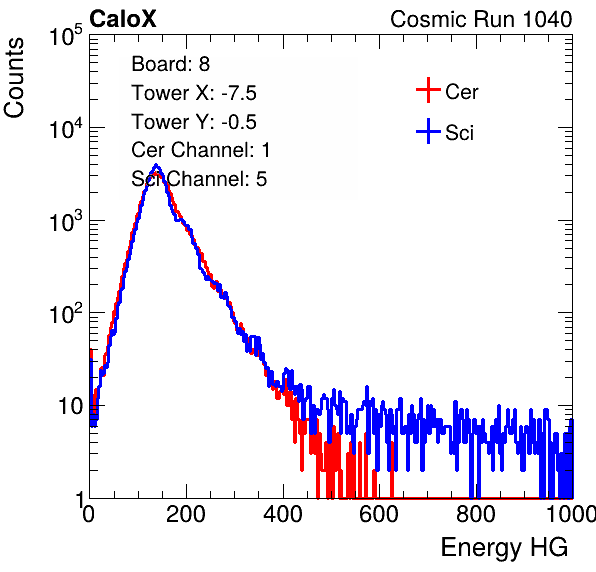 CaloX Cosmic Run 1040
Counts
10^5
10^4
10^3
10^2
10
1
Board: 8
Tower X: -7.5
Tower Y: -0.5
Cer Channel: 1
Sci Channel: 5
Cer
Sci
0 200 400 600 800 1000
Energy HG